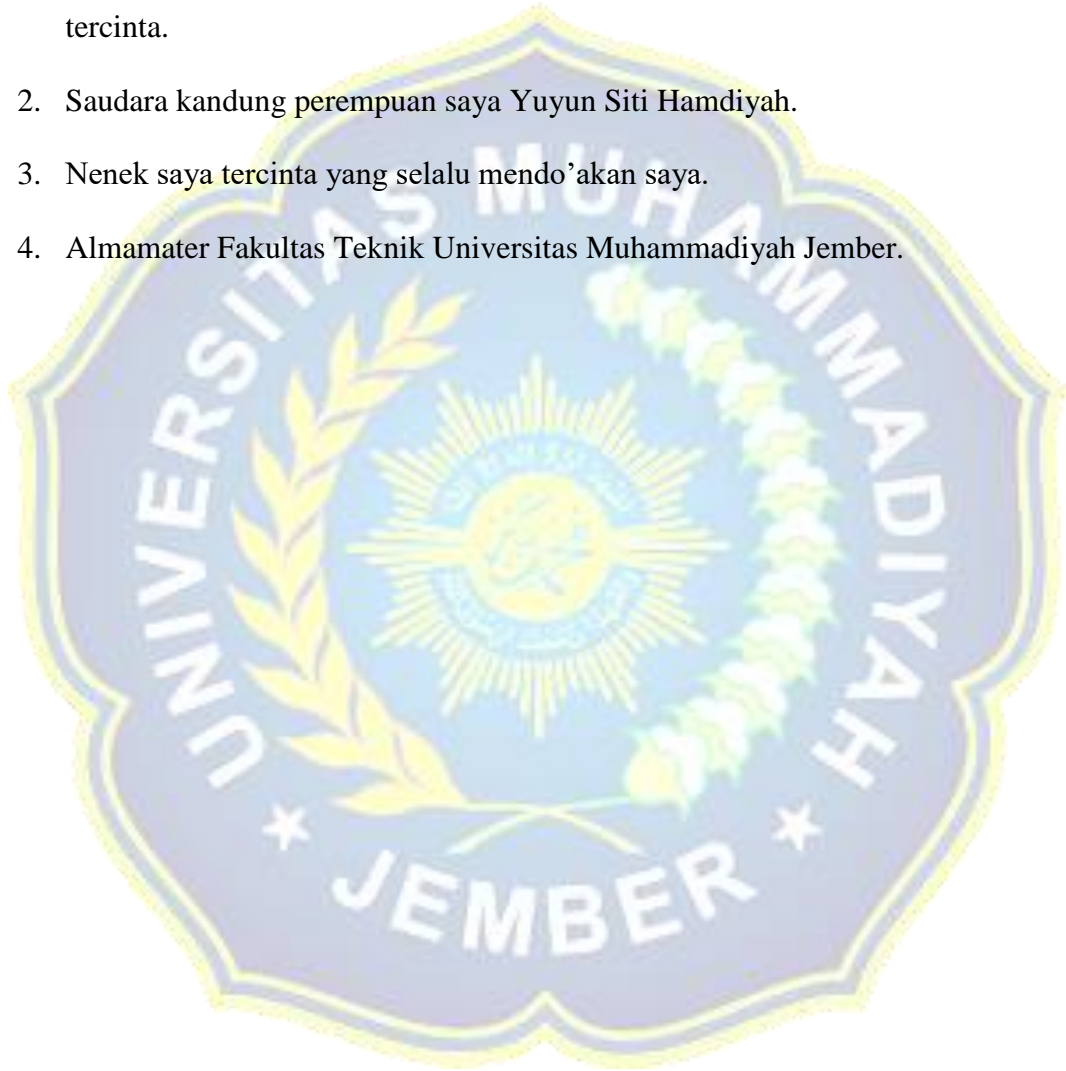 tercinta.
2. Saudara kandung perempuan saya Yuyun Siti Hamdiyah.
3. Nenek saya tercinta yang selalu mendo’akan saya.
4. Almamater Fakultas Teknik Universitas Muhammadiyah Jember.
UNIVERSITAS MUHAMMADIYAH
JEMBER